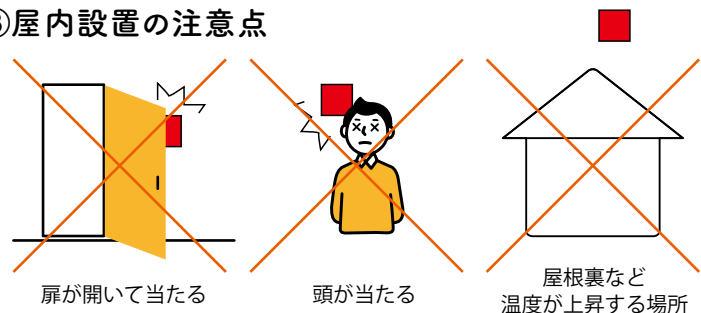 屋内設置の注意点
扉が開いて当たる
頭が当たる
屋根裏など
温度が上昇する場所